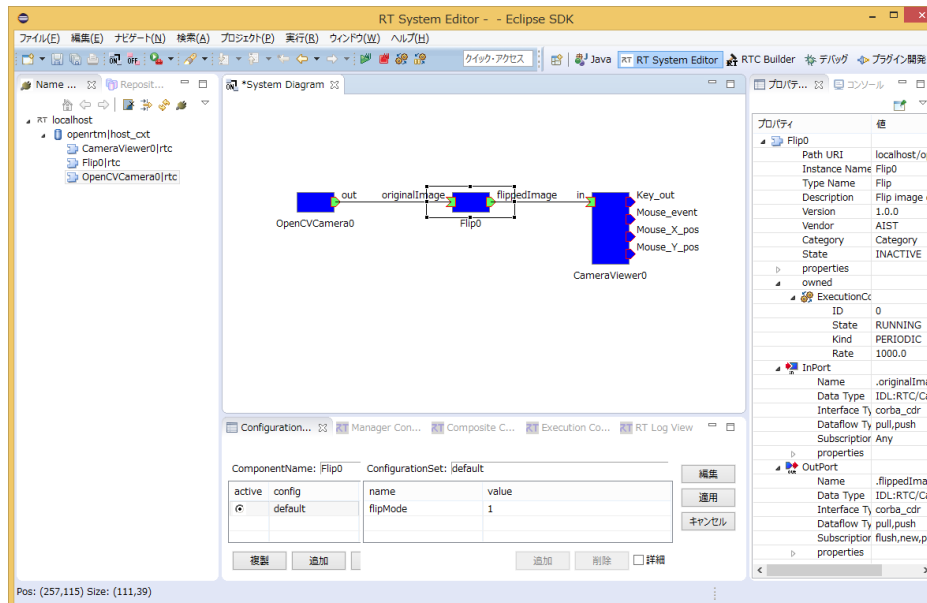 RT System Editor - - Eclipse SDK
ファイル(F) 編集(E) ナビゲート(N) 検索(A) プロジェクト(P) 実行(R) ウィンドウ(W) ヘルプ(H)
クイック・アクセス Java RT RT System Editor RTC Builder デバッグ プラグイン開発
Name ... Reposit...
RT localhost
openrtm|host_cxt
CameraViewer0|rtc
Flip0|rtc
OpenCVCamera0|rtc
*System Diagram
out originalImage flippedImage in Key_out
Mouse_event
Mouse_X_pos
Mouse_Y_pos
OpenCVCamera0 Flip0
CameraViewer0
Configuration... RT Manager Con... RT Composite C... RT Execution Co... RT RT Log View
ComponentName: Flip0 ConfigurationSet: default
active config name value
default flipMode 1
編集
適用
キャンセル
複製 追加 追加 削除 詳細
プロパテ... コンソール
プロパティ 値
Flip0
Path URI localhost/o
Instance Name Flip0
Type Name Flip
Description Flip image
Version 1.0.0
Vendor AIST
Category Category
State INACTIVE
properties
owned
ExecutionCo
ID 0
State RUNNING
Kind PERIODIC
Rate 1000.0
InPort
Name .originalIma
Data Type IDL:RTC/Ca
Interface Ty corba_cdr
Dataflow Ty pull,push
Subscription Any
properties
OutPort
Name .flippedIma
Data Type IDL:RTC/Ca
Interface Ty corba_cdr
Dataflow Ty pull,push
Subscription flush,new,p
properties
Pos: (257,115) Size: (111,39)